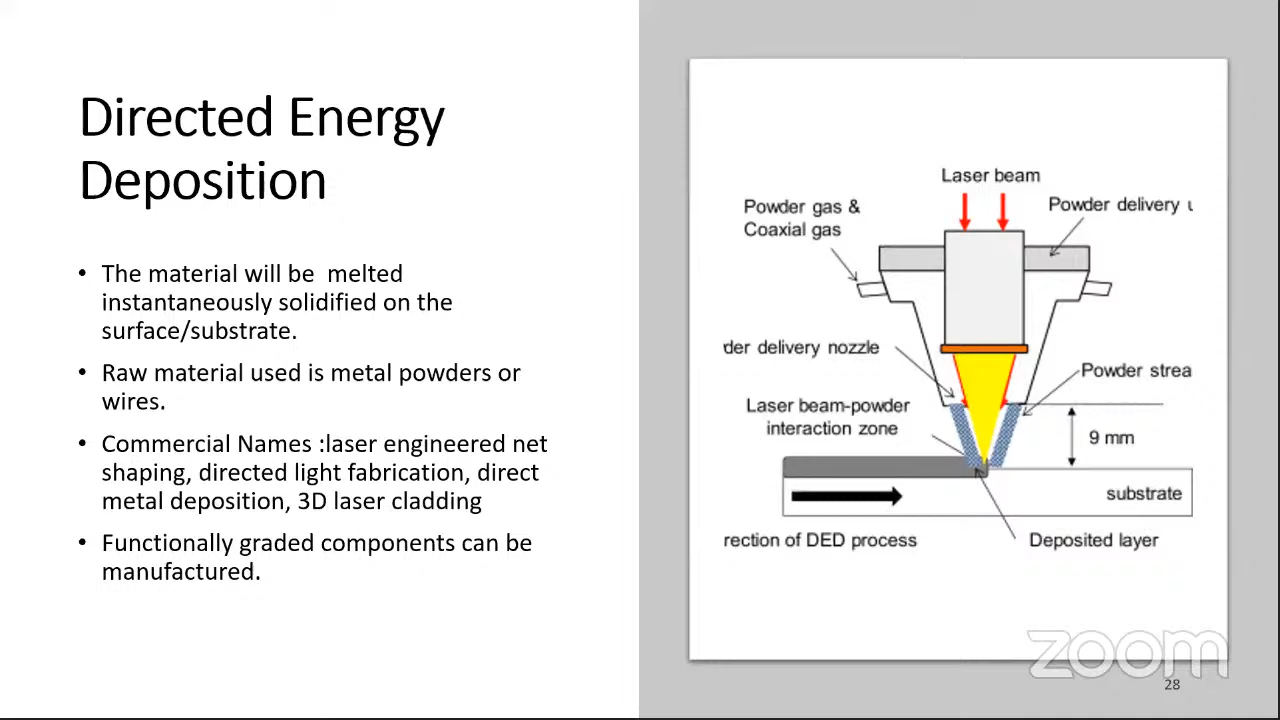 Directed Energy
Deposition
• The material will be  melted
instantaneously solidified on the
surface/substrate.
• Raw material used is metal powders or
wires.
• Commercial Names :laser engineered net
shaping, directed light fabrication, direct
metal deposition, 3D laser cladding
• Functionally graded components can be
manufactured.
Laser beam
Powder gas &
Coaxial gas
Powder delivery
der delivery nozzle
Powder strea
Laser beam-powder
interaction zone
9 mm
substrate
rection of DED process
Deposited layer
zoom
28